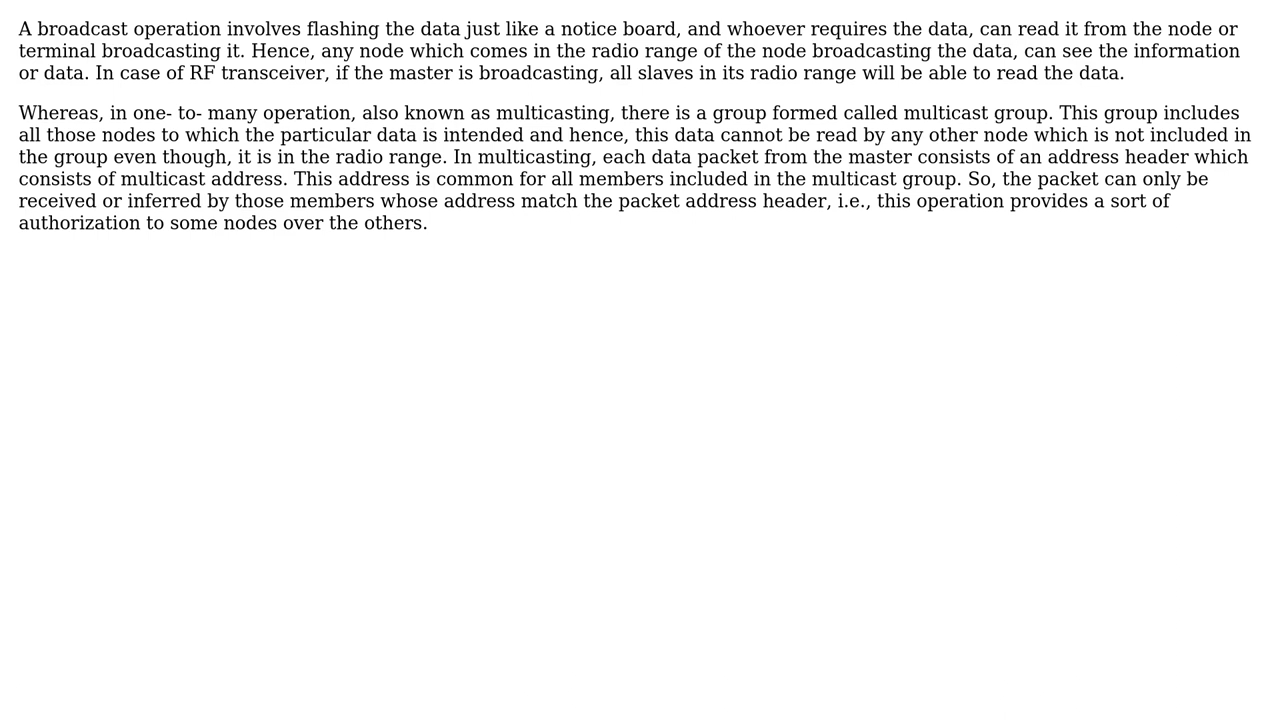 A broadcast operation involves flashing the data just like a notice board, and whoever requires the data, can read it from the node or
terminal broadcasting it. Hence, any node which comes in the radio range of the node broadcasting the data, can see the information
or data. In case of RF transceiver, if the master is broadcasting, all slaves in its radio range will be able to read the data.
Whereas, in one- to- many operation, also known as multicasting, there is a group formed called multicast group. This group includes
all those nodes to which the particular data is intended and hence, this data cannot be read by any other node which is not included in
the group even though, it is in the radio range. In multicasting, each data packet from the master consists of an address header which
consists of multicast address. This address is common for all members included in the multicast group. So, the packet can only be
received or inferred by those members whose address match the packet address header, i.e., this operation provides a sort of
authorization to some nodes over the others.